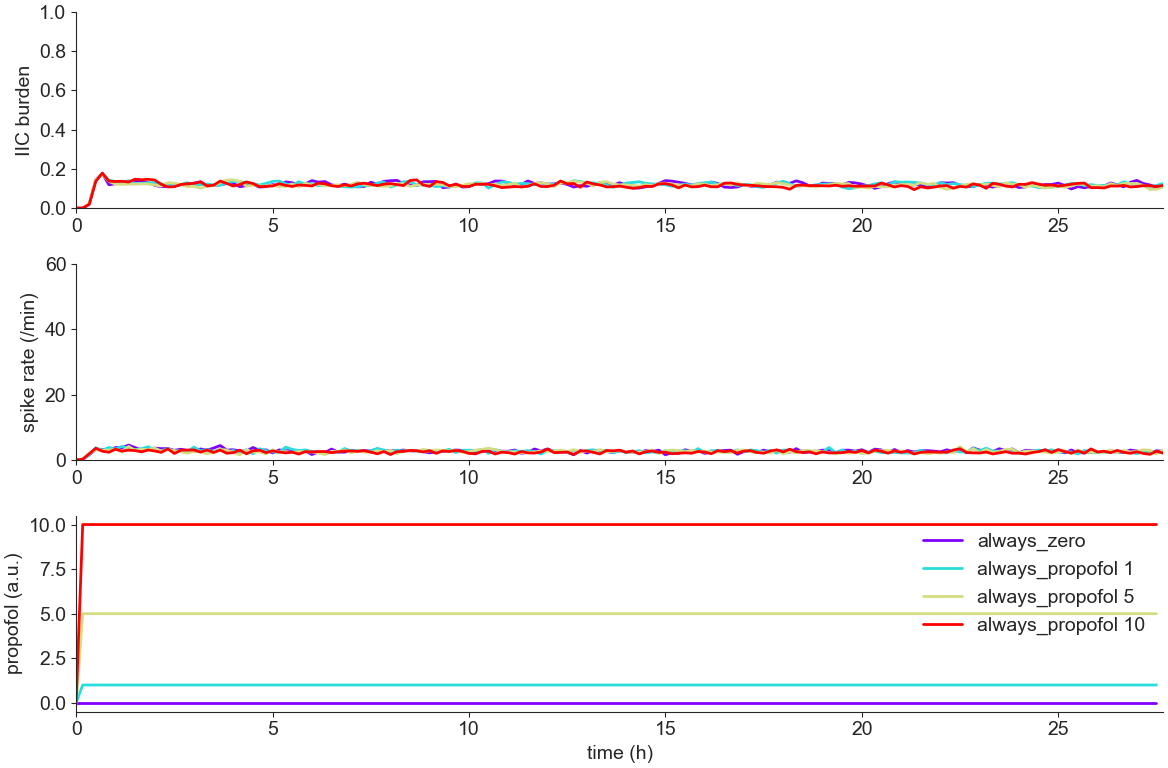 IIC burden
1.0
0.8
0.6
0.4
0.2
0.0
0 5 10 15 20 25
spike rate (/min)
60
40
20
0
0 5 10 15 20 25
propofol (a.u.)
10.0
7.5
5.0
2.5
0.0
always_zero
always_propofol 1
always_propofol 5
always_propofol 10
0 5 10 15 20 25
time (h)